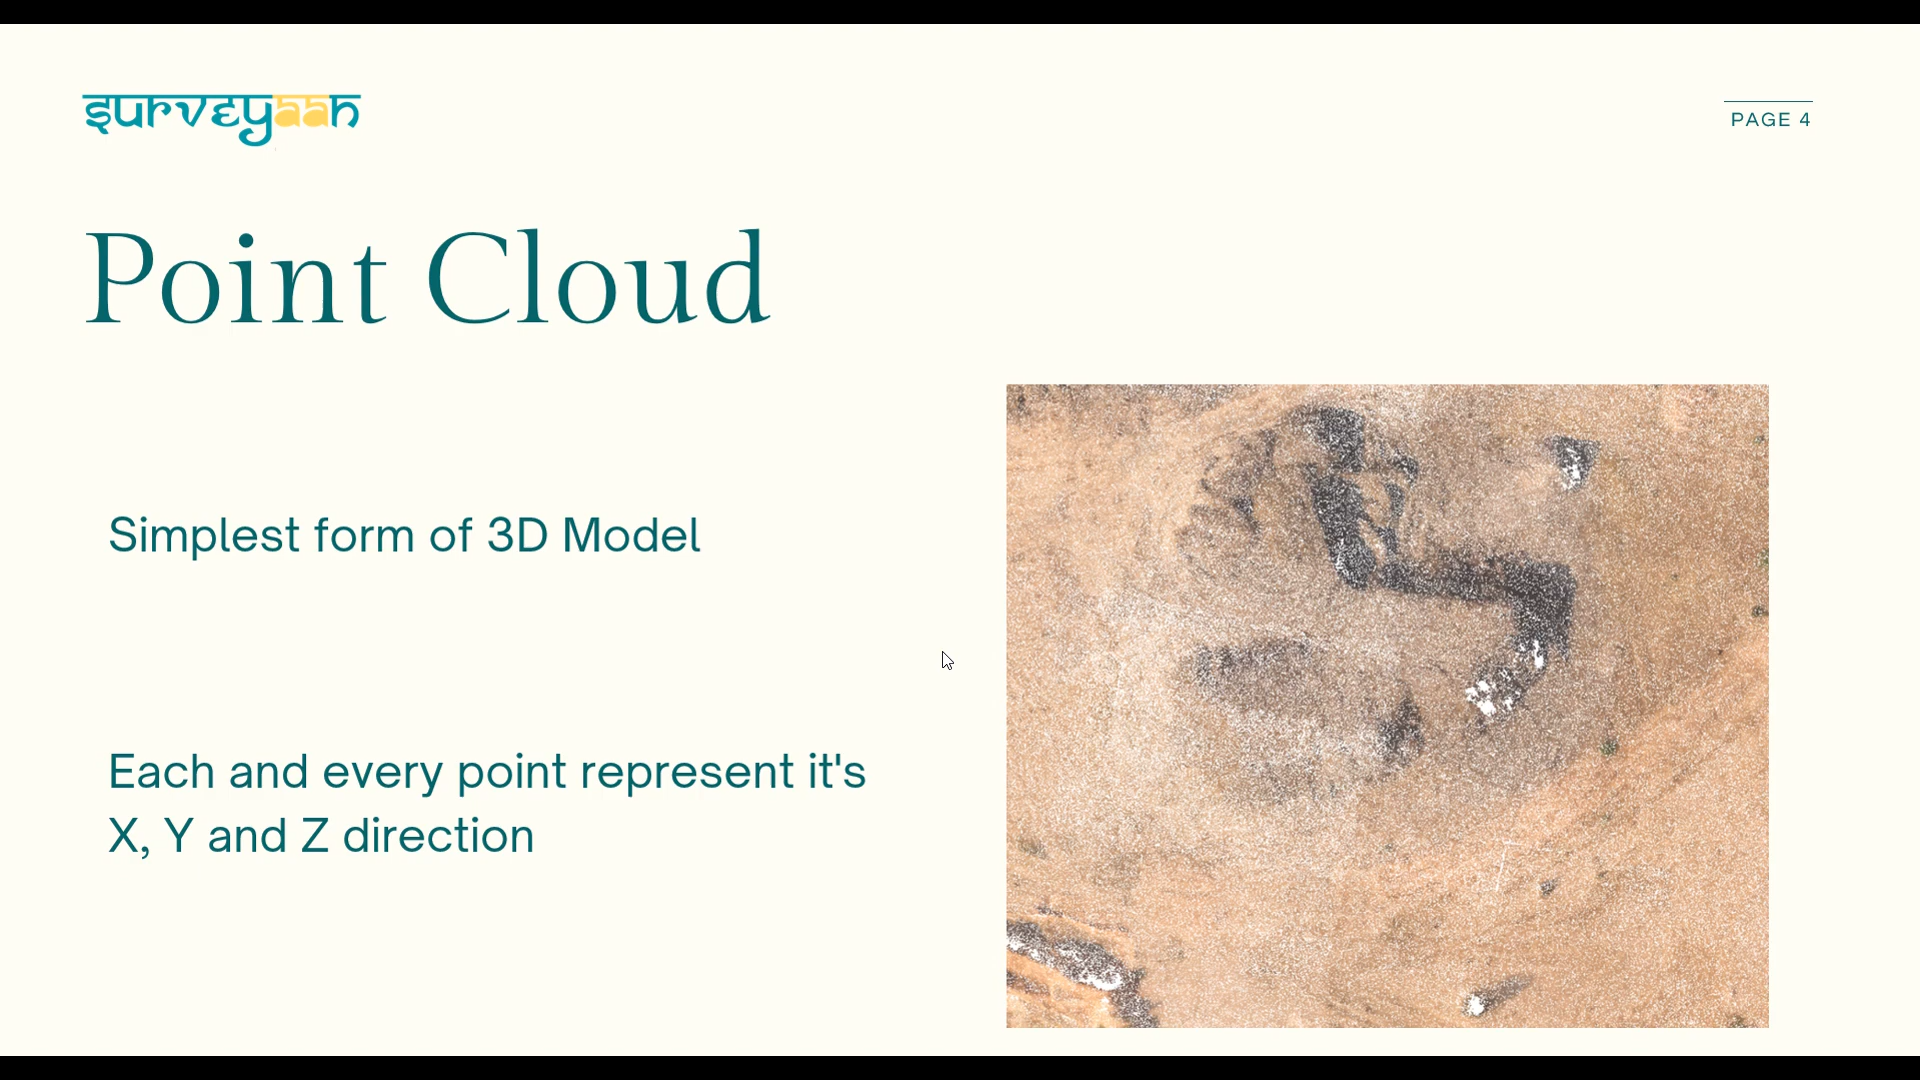 surveyaan
PAGE 4
Point Cloud
Simplest form of 3D Model
Each and every point represent it's
X, Y and Z direction